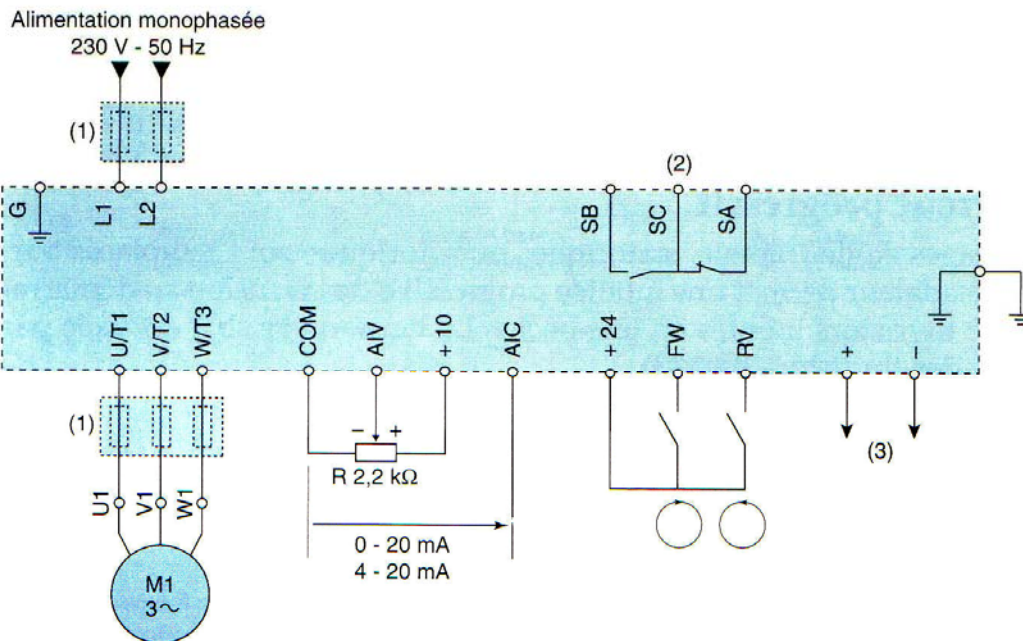 Alimentation monophasée
230 V - 50 Hz
(1)
(2)
G
L1
L2
SB
SC
SA
U/T1
V/T2
W/T3
COM
AIV
+ 10
AIC
+ 24
FW
RV
+
−
(1)
− +
R 2,2 kΩ
(3)
U1
V1
W1
0 - 20 mA
4 - 20 mA
M1
3~